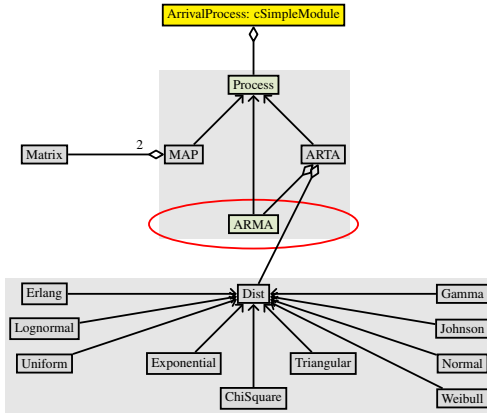 ArrivalProcess: cSimpleModule
Process
2
Matrix
MAP
ARTA
ARMA
Erlang
Dist
Gamma
Lognormal
Johnson
Uniform
Exponential
Triangular
Normal
ChiSquare
Weibull